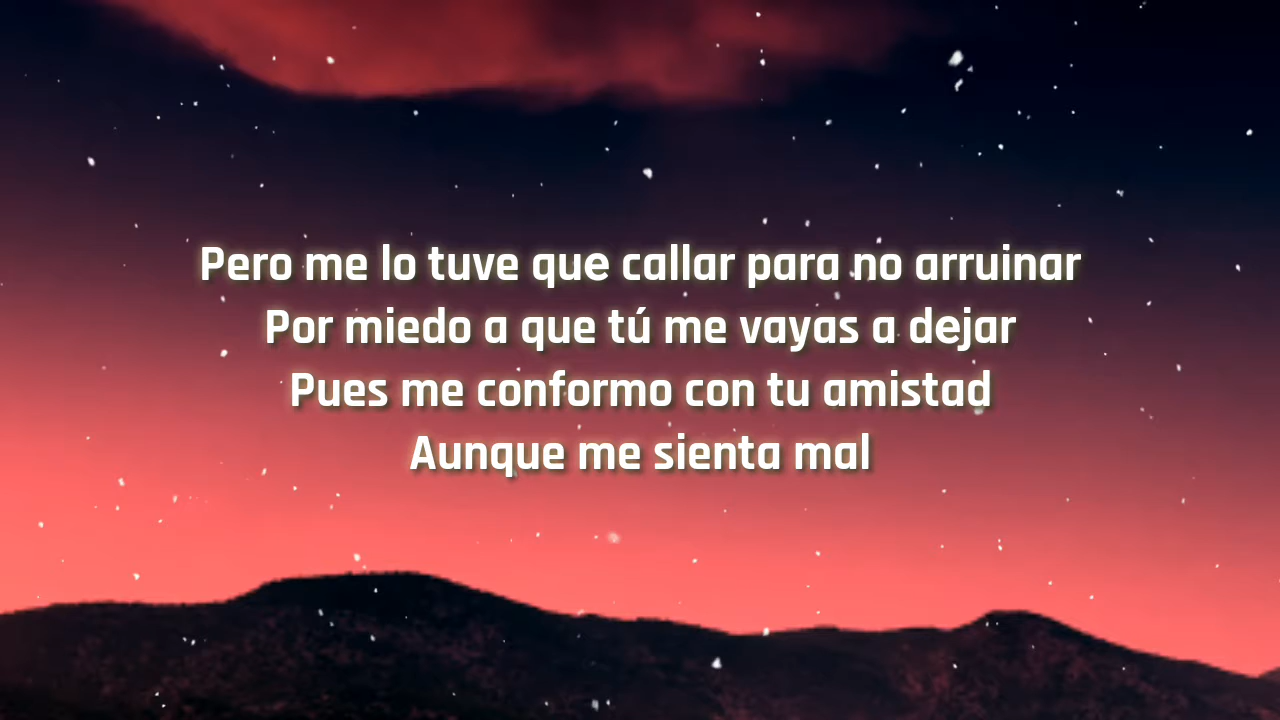 Pero me lo tuve que callar para no arruinar
Por miedo a que tú me vayas a dejar
Pues me conformo con tu amistad
Aunque me sienta mal